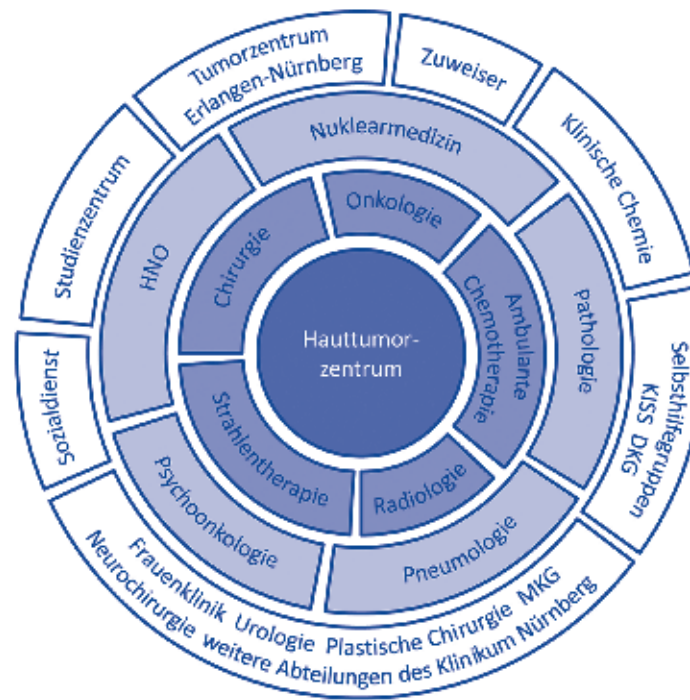 Tumorzentrum
Erlangen-Nürnberg
Zuweiser
Klinische Chemie
Selbsthilfegruppen
KISS DKG
Frauenklinik Urologie Plastische Chirurgie MKG
Neurochirurgie weitere Abteilungen des Klinikum Nürnberg
Sozialdienst
Studienzentrum
Nuklearmedizin
Pathologie
Pneumologie
Psychoonkologie
HNO
Onkologie
Ambulante
Chemotherapie
Radiologie
Strahlentherapie
Chirurgie
Hauttumor-
zentrum